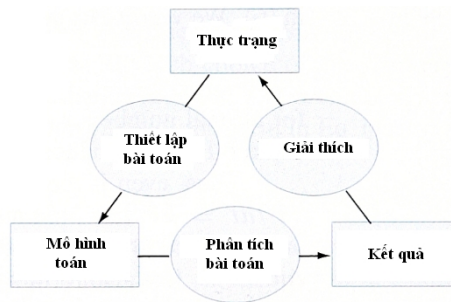 Thực trạng
Thiết lập
bài toán
Giải thích
Mô hình
toán
Phân tích
bài toán
Kết quả